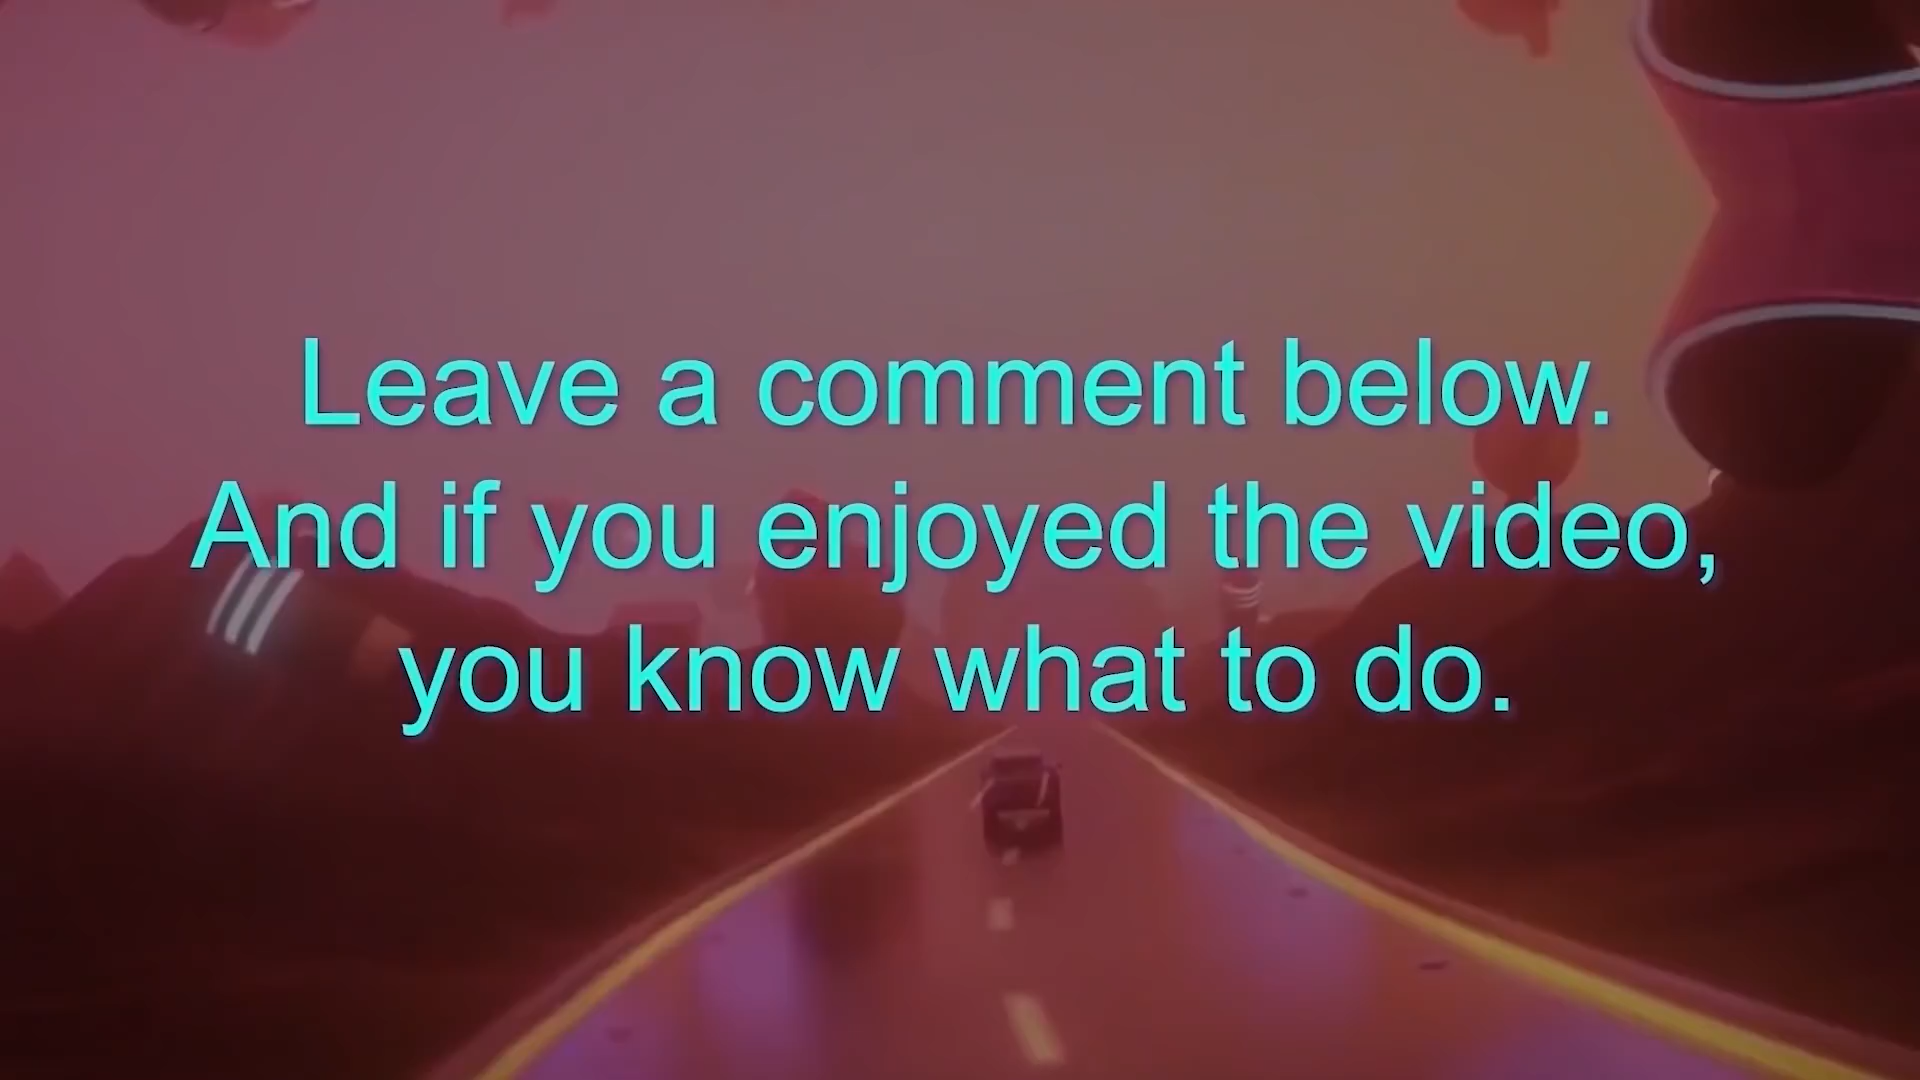 Leave a comment below.
And if you enjoyed the video,
you know what to do.